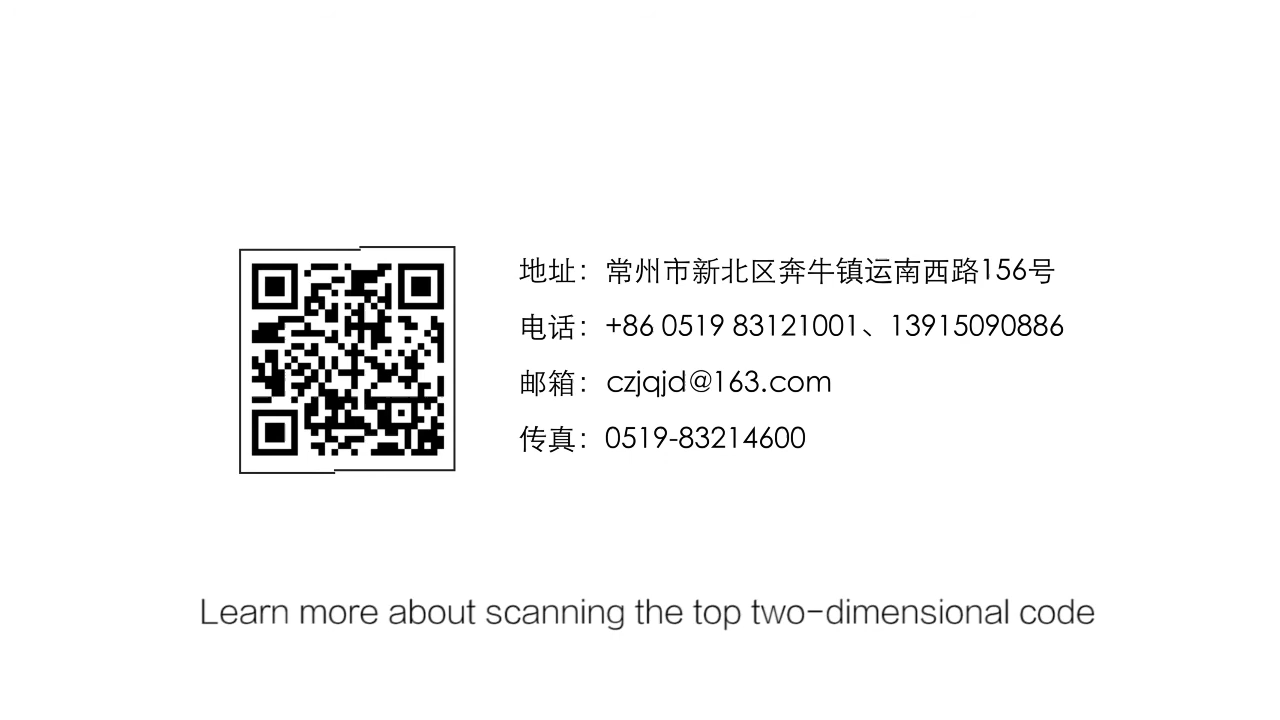 地址：常州市新北区奔牛镇运南西路156号
电话：+86 0519 83121001、13915090886
邮箱：czjqjd@163.com
传真：0519-83214600
Learn more about scanning the top two-dimensional code